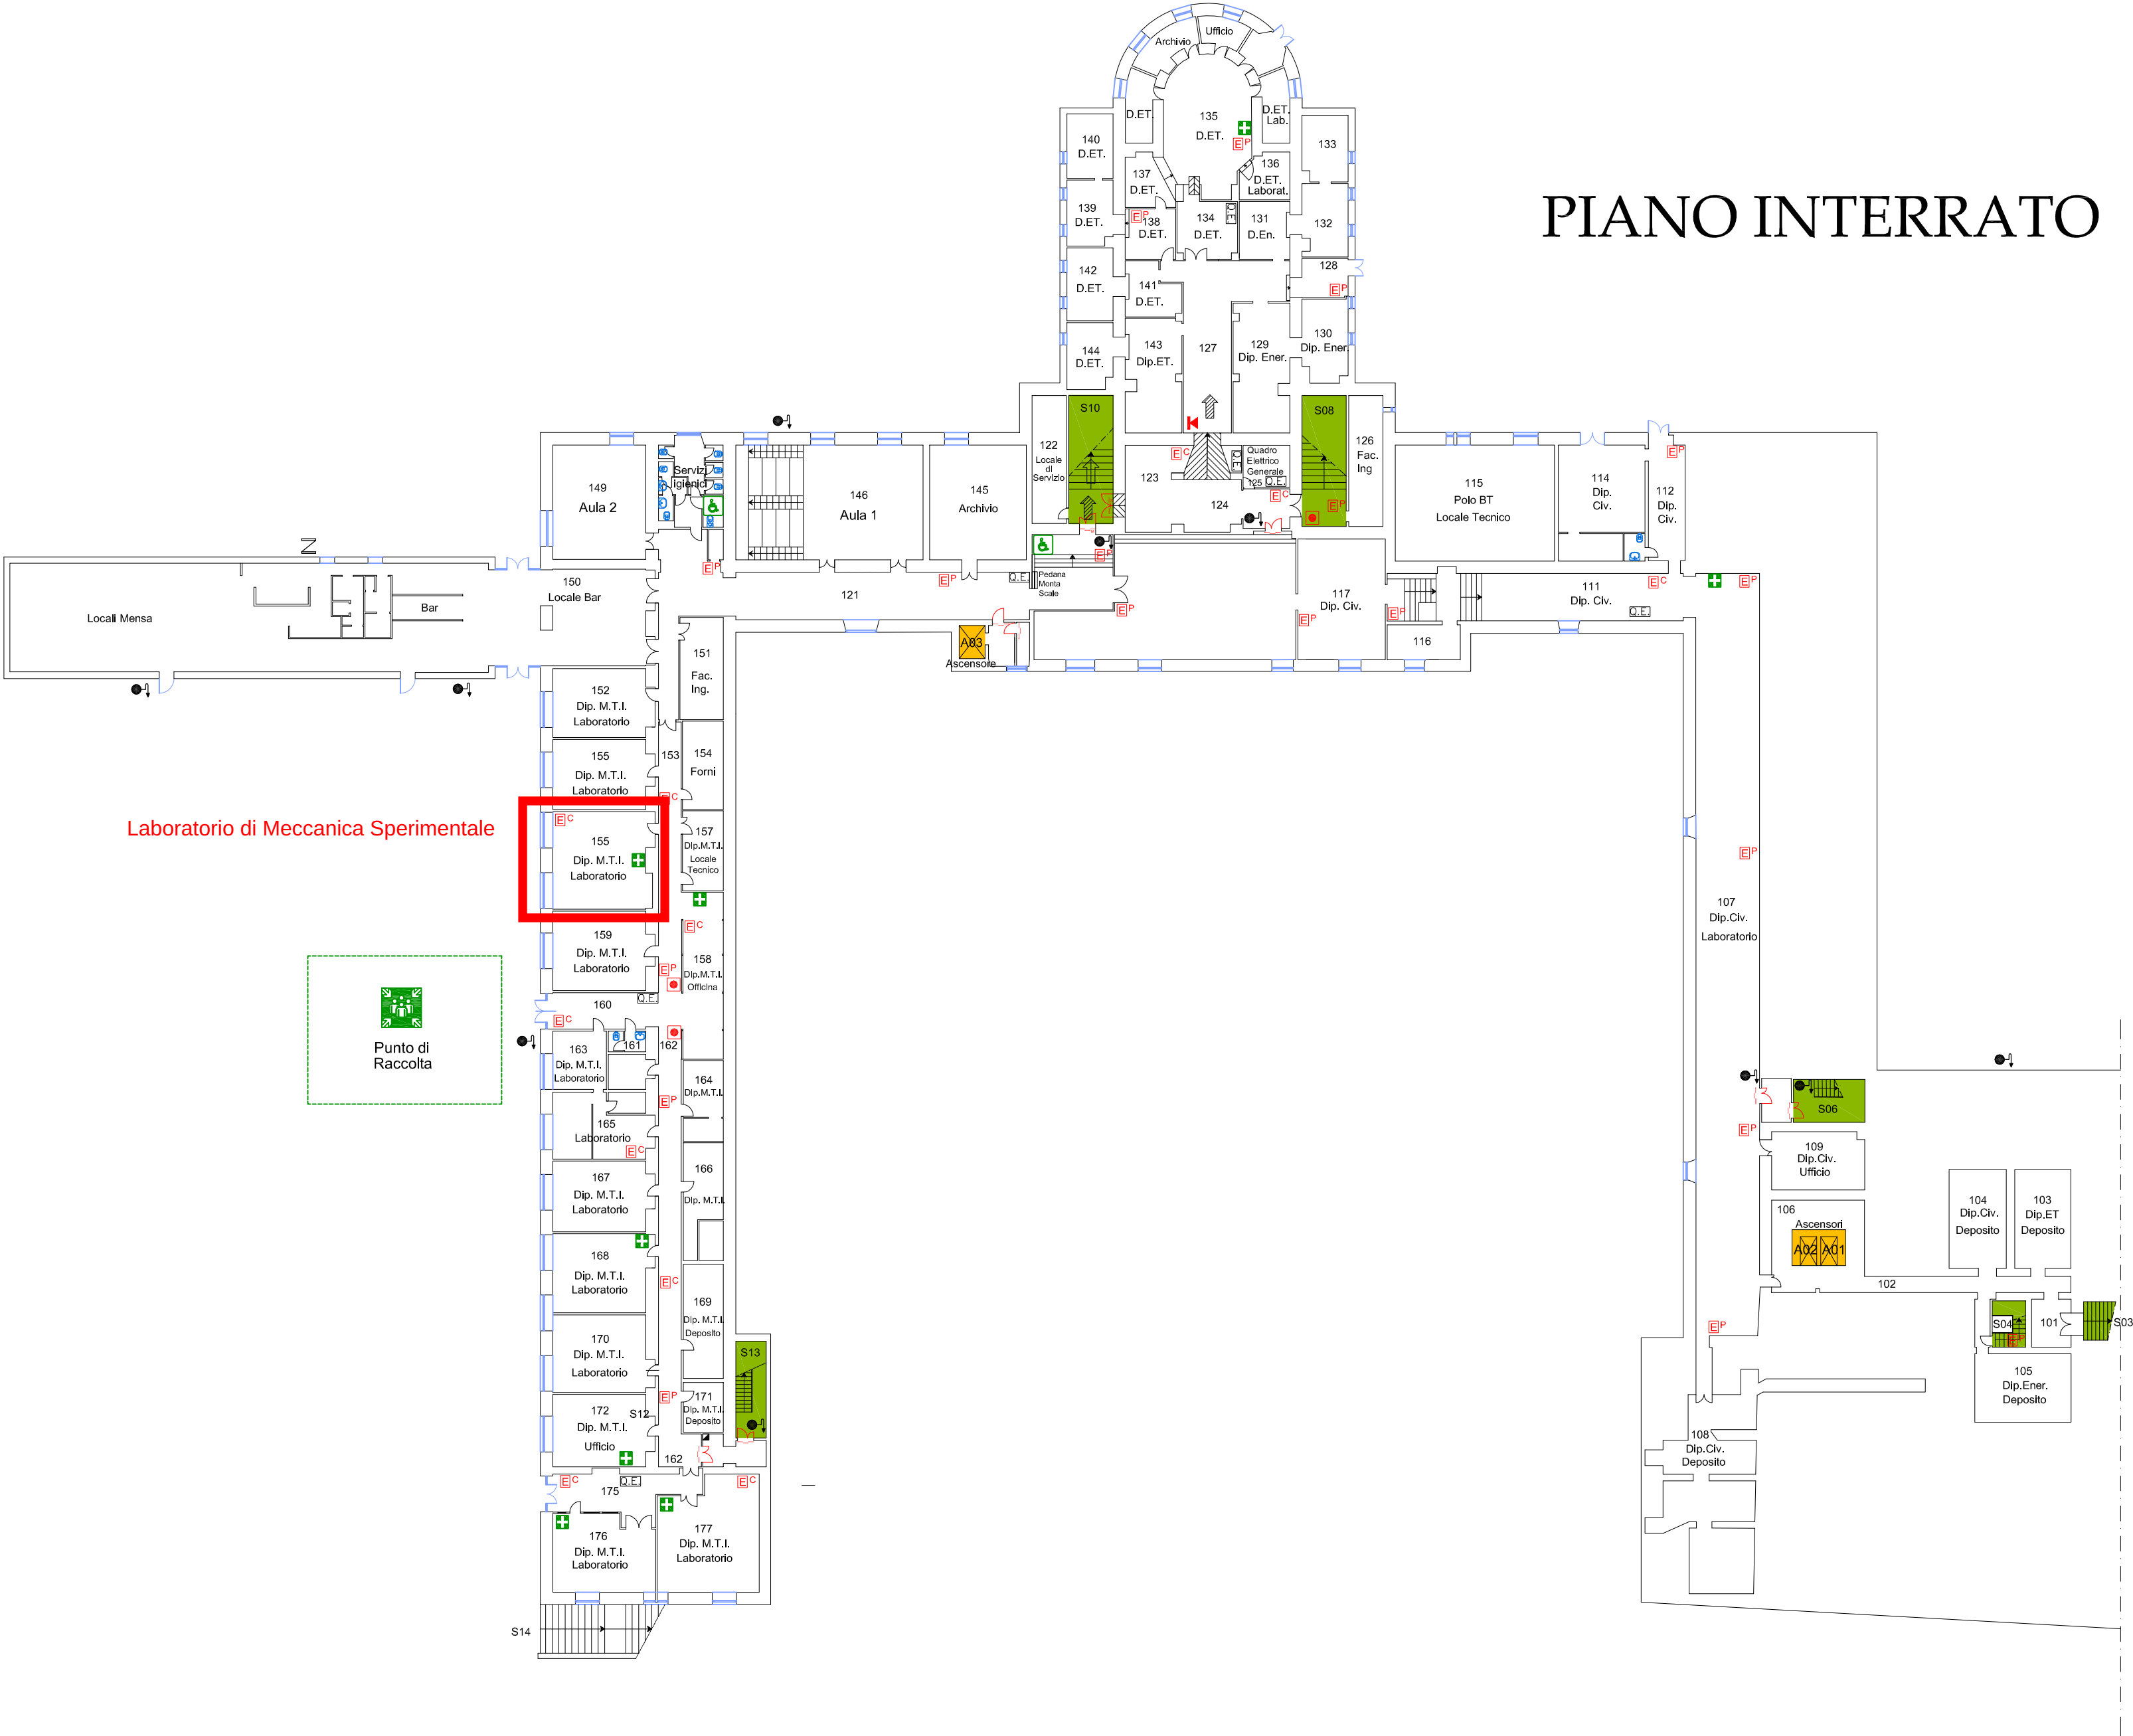 PIANO INTERRATO
Archivio
Ufficio
D.ET.
135
D.ET.
D.ET.
Lab.
140
D.ET.
133
137
D.ET.
136
D.ET.
Laborat.
139
D.ET.
E P
138
D.ET.
134
D.ET.
Q.E.
131
D.En.
132
142
D.ET.
141
D.ET.
128
E P
144
D.ET.
143
Dip.ET.
127
129
Dip. Ener.
130
Dip. Ener.
S10
S08
122
Locale
di
Servizio
123
E C
Q.E.
Quadro
Elettrico
Generale
125
Q.E.
E C
124
E P
126
Fac.
Ing
149
Aula 2
Servizi
igienici
146
Aula 1
145
Archivio
115
Polo BT
Locale Tecnico
114
Dip.
Civ.
112
Dip.
Civ.
E P
N
Locali Mensa
Bar
150
Locale Bar
E P
121
E P
Q.E.
Pedana
Monta
Scale
E P
E P
117
Dip. Civ.
E P
E P
116
111
Dip. Civ.
Q.E.
E C
E P
A03
Ascensore
151
Fac.
Ing.
152
Dip. M.T.I.
Laboratorio
153
154
Forni
155
Dip. M.T.I.
Laboratorio
E C
Laboratorio di Meccanica Sperimentale
E C
155
Dip. M.T.I.
Laboratorio
157
Dip.M.T.I.
Locale
Tecnico
E P
107
Dip.Civ.
Laboratorio
159
Dip. M.T.I.
Laboratorio
E C
158
Dip.M.T.I.
Officina
E P
Q.E.
160
E C
Punto di
Raccolta
161
162
163
Dip. M.T.I.
Laboratorio
164
Dip.M.T.I.
E P
165
Laboratorio
E C
S06
E P
109
Dip.Civ.
Ufficio
166
Dip. M.T.I.
167
Dip. M.T.I.
Laboratorio
104
Dip.Civ.
Deposito
103
Dip.ET
Deposito
106
Ascensori
A02
A01
168
Dip. M.T.I.
Laboratorio
E C
102
169
Dip. M.T.I.
Deposito
S04
101
S03
E P
170
Dip. M.T.I.
Laboratorio
S13
105
Dip.Ener.
Deposito
E P
171
Dip. M.T.I.
Deposito
172
Dip. M.T.I.
Ufficio
S12
162
108
Dip.Civ.
Deposito
E C
Q.E.
175
E C
176
Dip. M.T.I.
Laboratorio
177
Dip. M.T.I.
Laboratorio
S14